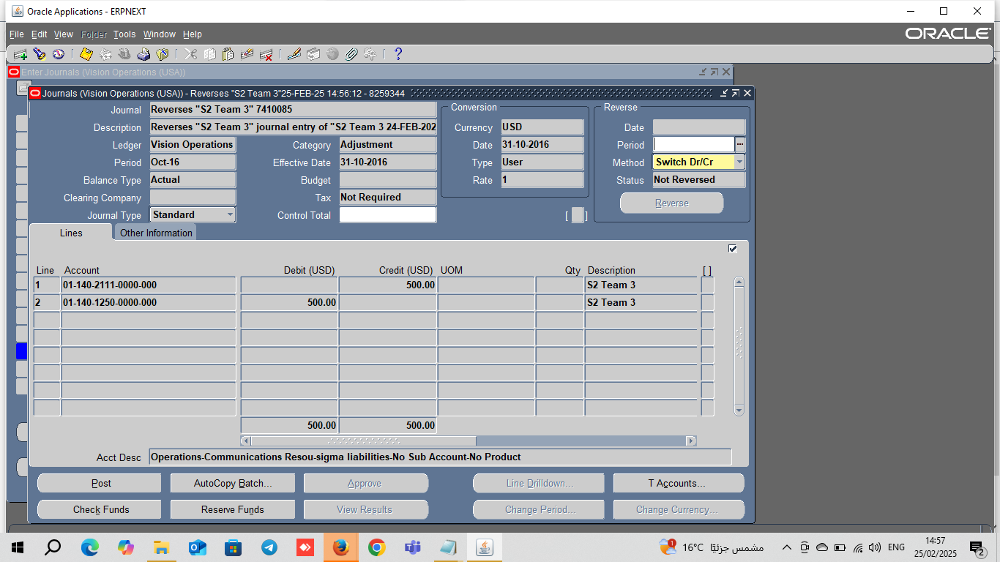 Oracle Applications - ERPNEXT
File Edit View Folder Tools Window Help
ORACLE
Enter Journals (Vision Operations (USA))
Journals (Vision Operations (USA)) - Reverses "S2 Team 3"25-FEB-25 14:56:12 - 8259344
Journal Reverses "S2 Team 3" 7410085
Description Reverses "S2 Team 3" journal entry of "S2 Team 3 24-FEB-202
Ledger Vision Operations Category Adjustment
Period Oct-16 Effective Date 31-10-2016
Balance Type Actual Budget
Clearing Company Tax Not Required
Journal Type Standard Control Total
Conversion
Currency USD
Date 31-10-2016
Type User
Rate 1
[ ]
Reverse
Date
Period ...
Method Switch Dr/Cr
Status Not Reversed
Reverse
Lines Other Information
Line Account Debit (USD) Credit (USD) UOM Qty Description [ ]
1 01-140-2111-0000-000 500.00 S2 Team 3
2 01-140-1250-0000-000 500.00 S2 Team 3
500.00 500.00
Acct Desc Operations-Communications Resou-sigma liabilities-No Sub Account-No Product
Post AutoCopy Batch... Approve Line Drilldown... T Accounts...
Check Funds Reserve Funds View Results Change Period... Change Currency...
1 16°C مشمس جزئيًا ENG 14:57
25/02/2025 2